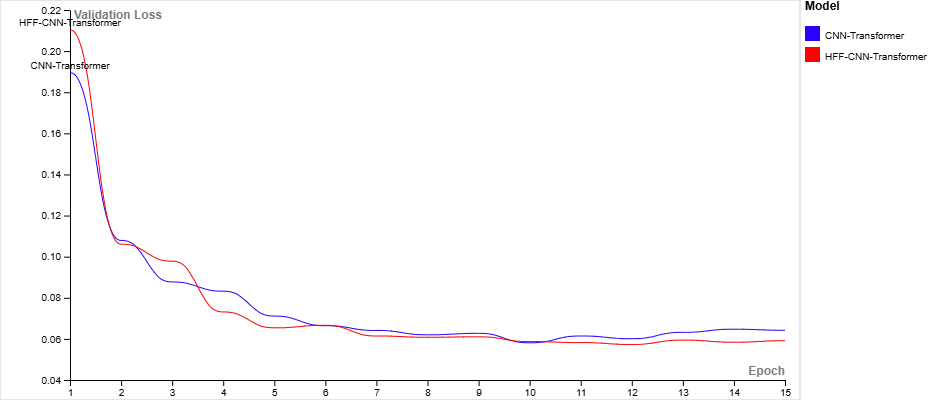 0.22
Validation Loss
Model
HFF-CNN-Transformer
CNN-Transformer
0.20
HFF-CNN-Transformer
CNN-Transformer
0.18
0.16
0.14
0.12
0.10
0.08
0.06
Epoch
0.04
1 2 3 4 5 6 7 8 9 10 11 12 13 14 15